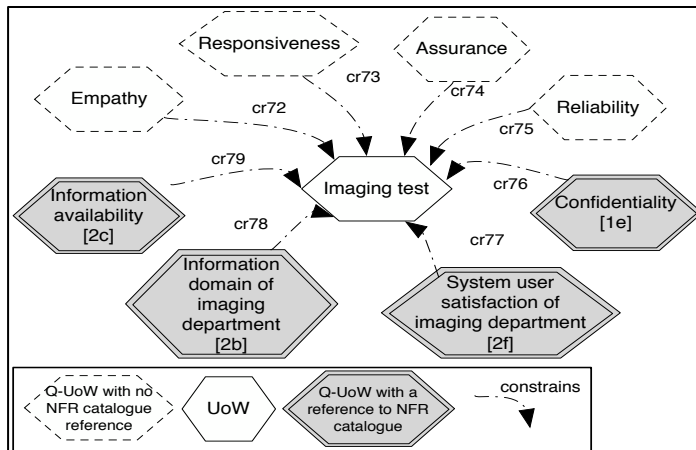 Responsiveness
Assurance
cr73
cr74
Empathy
cr72
cr75
Reliability
cr79
Imaging test
cr76
Information
availability
[2c]
Confidentiality
[1e]
cr78
cr77
Information
domain of
imaging
department
[2b]
System user
satisfaction of
imaging department
[2f]
Q-UoW with no
NFR catalogue
reference
UoW
Q-UoW with a
reference to NFR
catalogue
constrains